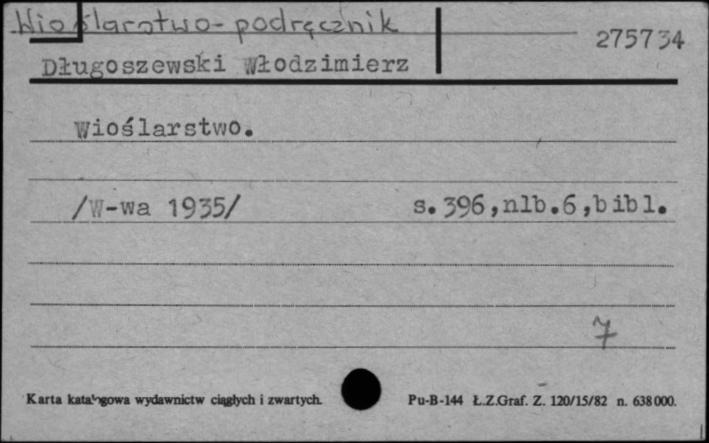 Wioślarstwo - podręcznik
275734
Długoszewski Włodzimierz
Wioślarstwo.
/W-wa 1935/ s.396,nlb.6,bibl.
7
Karta katalogowa wydawnictw ciągłych i zwartych. Pu-B-144 Ł.Z.Graf. Z. 120/15/82 n. 638000.